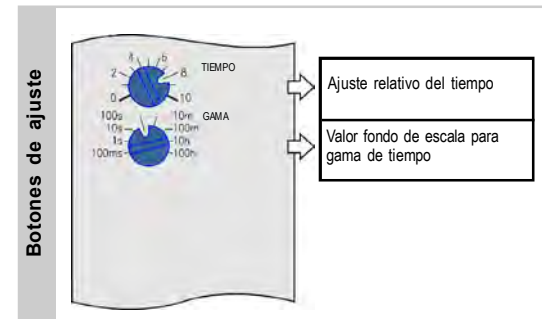 Botones de ajuste
4 6
2 8
TIEMPO
0 10
100s 10m
GAMA
10s 100m
1s 10h
100ms 100h
Ajuste relativo del tiempo
Valor fondo de escala para
gama de tiempo